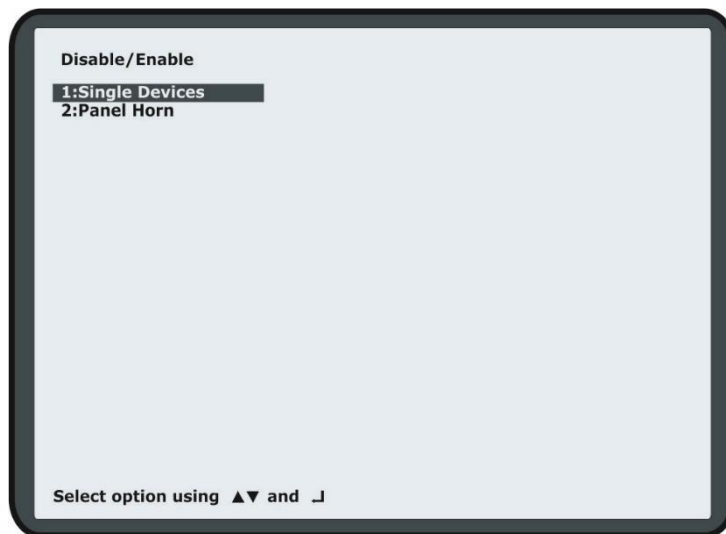 Disable/Enable
1:Single Devices
2:Panel Horn
Select option using ▲▼ and ↵